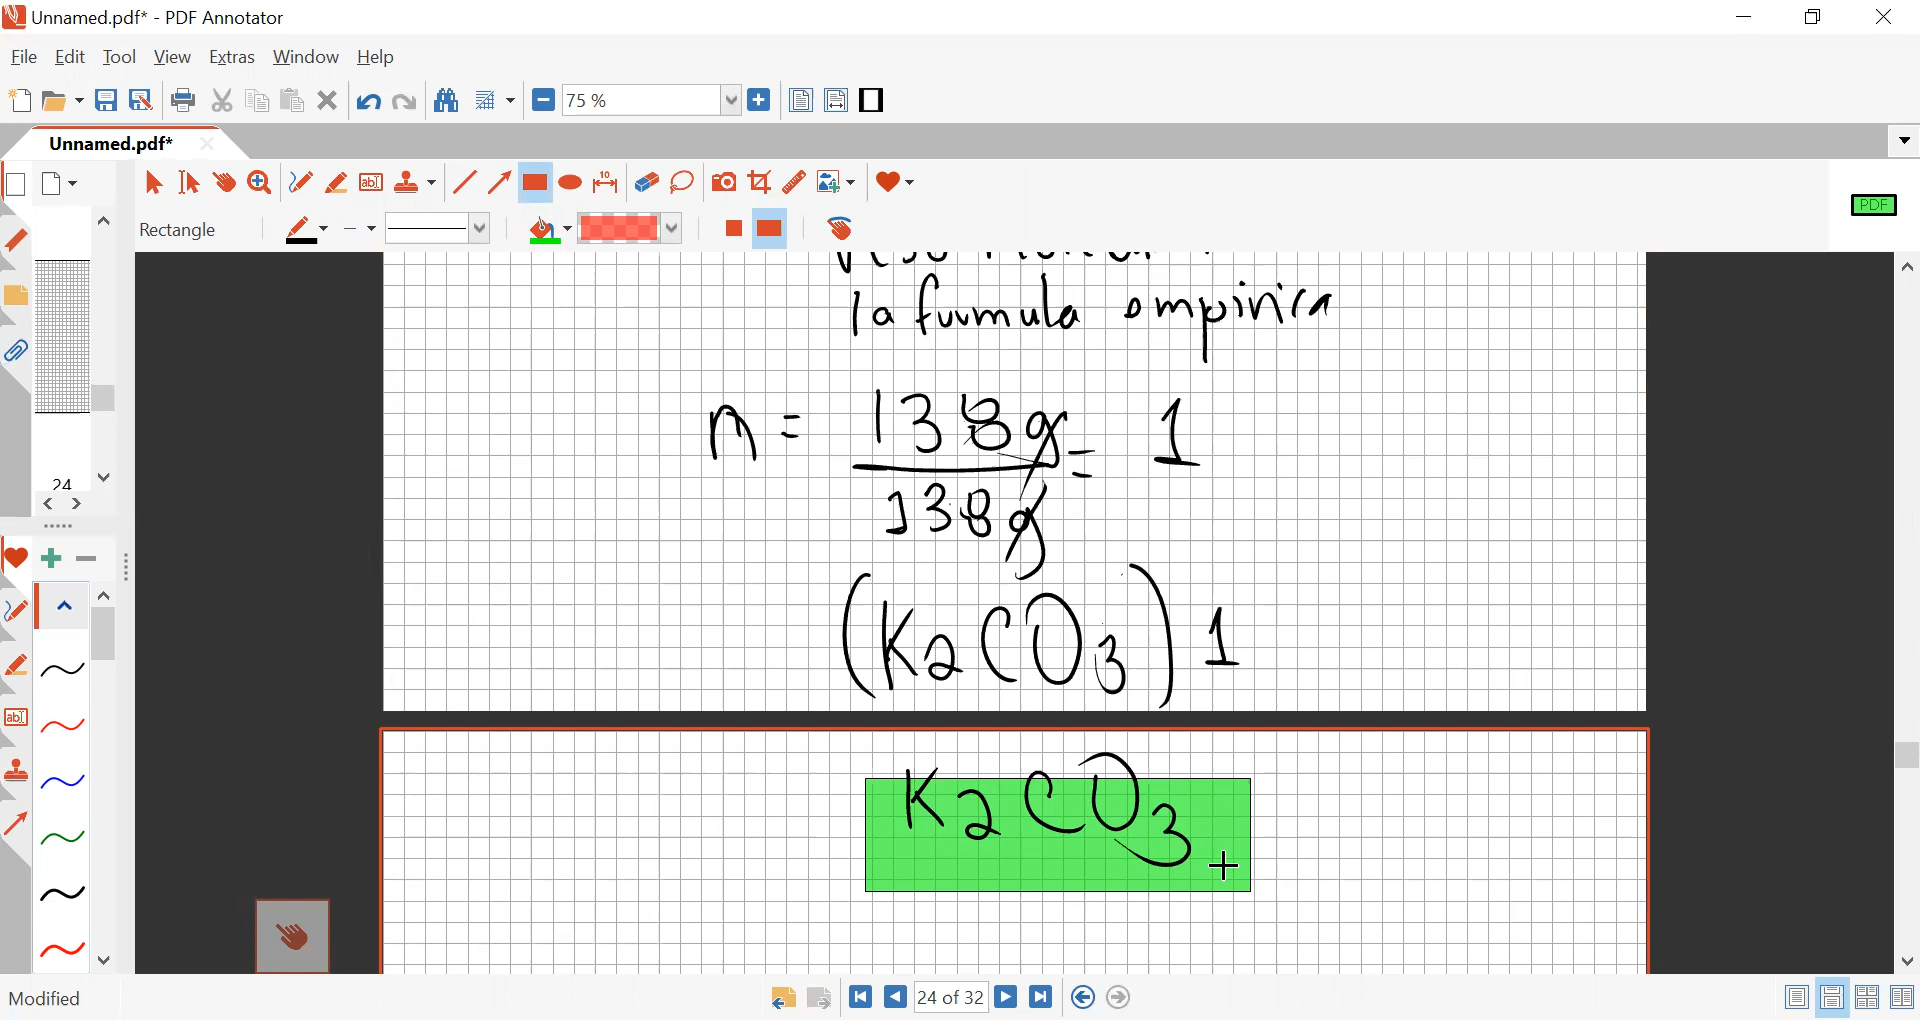 Unnamed.pdf* - PDF Annotator
File Edit Tool View Extras Window Help
75 %
Unnamed.pdf*
Rectangle
PDF
la formula empirica
n = 138g = 1
138g
(K2CO3) 1
K2CO3
24
Modified
24 of 32